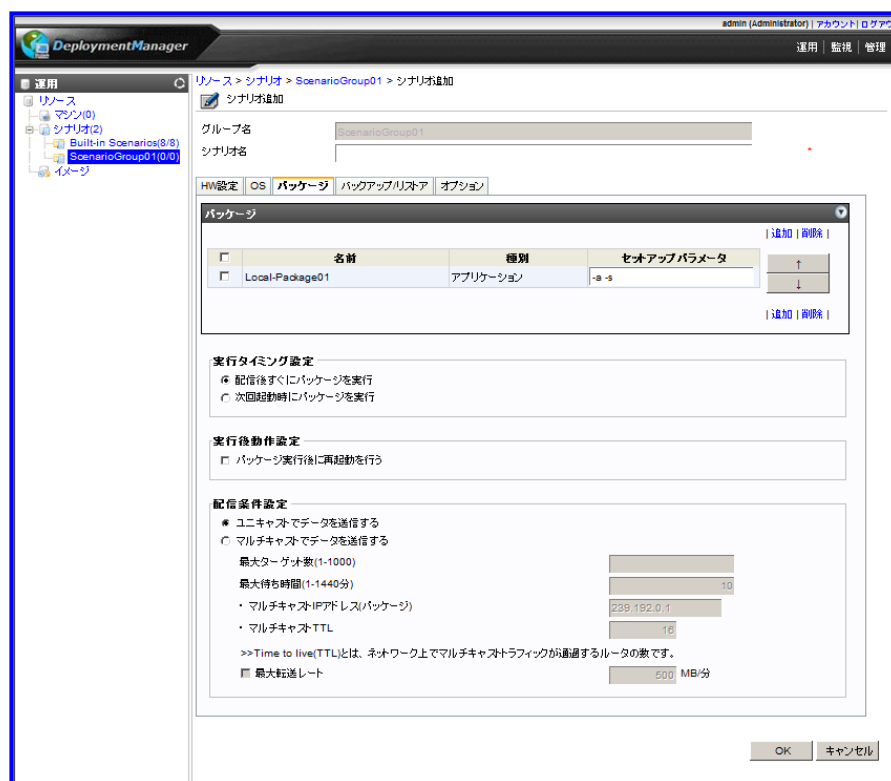 admin (Administrator) | アカウント | ログアウ
DeploymentManager
運用 | 監視 | 管理
運用
リソース
マシン(0)
シナリオ(2)
Built-in Scenarios(8/8)
ScenarioGroup01(0/0)
イメージ
リソース > シナリオ > ScenarioGroup01 > シナリオ追加
シナリオ追加
グループ名 ScenarioGroup01
シナリオ名 *
HW設定 OS パッケージ バックアップ/リストア オプション
パッケージ
| 追加 | 削除 |
名前 種別 セットアップパラメータ
Local-Package01 アプリケーション -a -s
↑
↓
| 追加 | 削除 |
実行タイミング設定
配信後すぐにパッケージを実行
次回起動時にパッケージを実行
実行後動作設定
パッケージ実行後に再起動を行う
配信条件設定
ユニキャストでデータを送信する
マルチキャストでデータを送信する
最大ターゲット数(1-1000)
最大待ち時間(1-1440分) 10
・ マルチキャストIPアドレス(パッケージ) 239.192.0.1
・ マルチキャストTTL 16
>>Time to live(TTL)とは、ネットワーク上でマルチキャストトラフィックが通過するルータの数です。
最大転送レート 500 MB/分
OK キャンセル